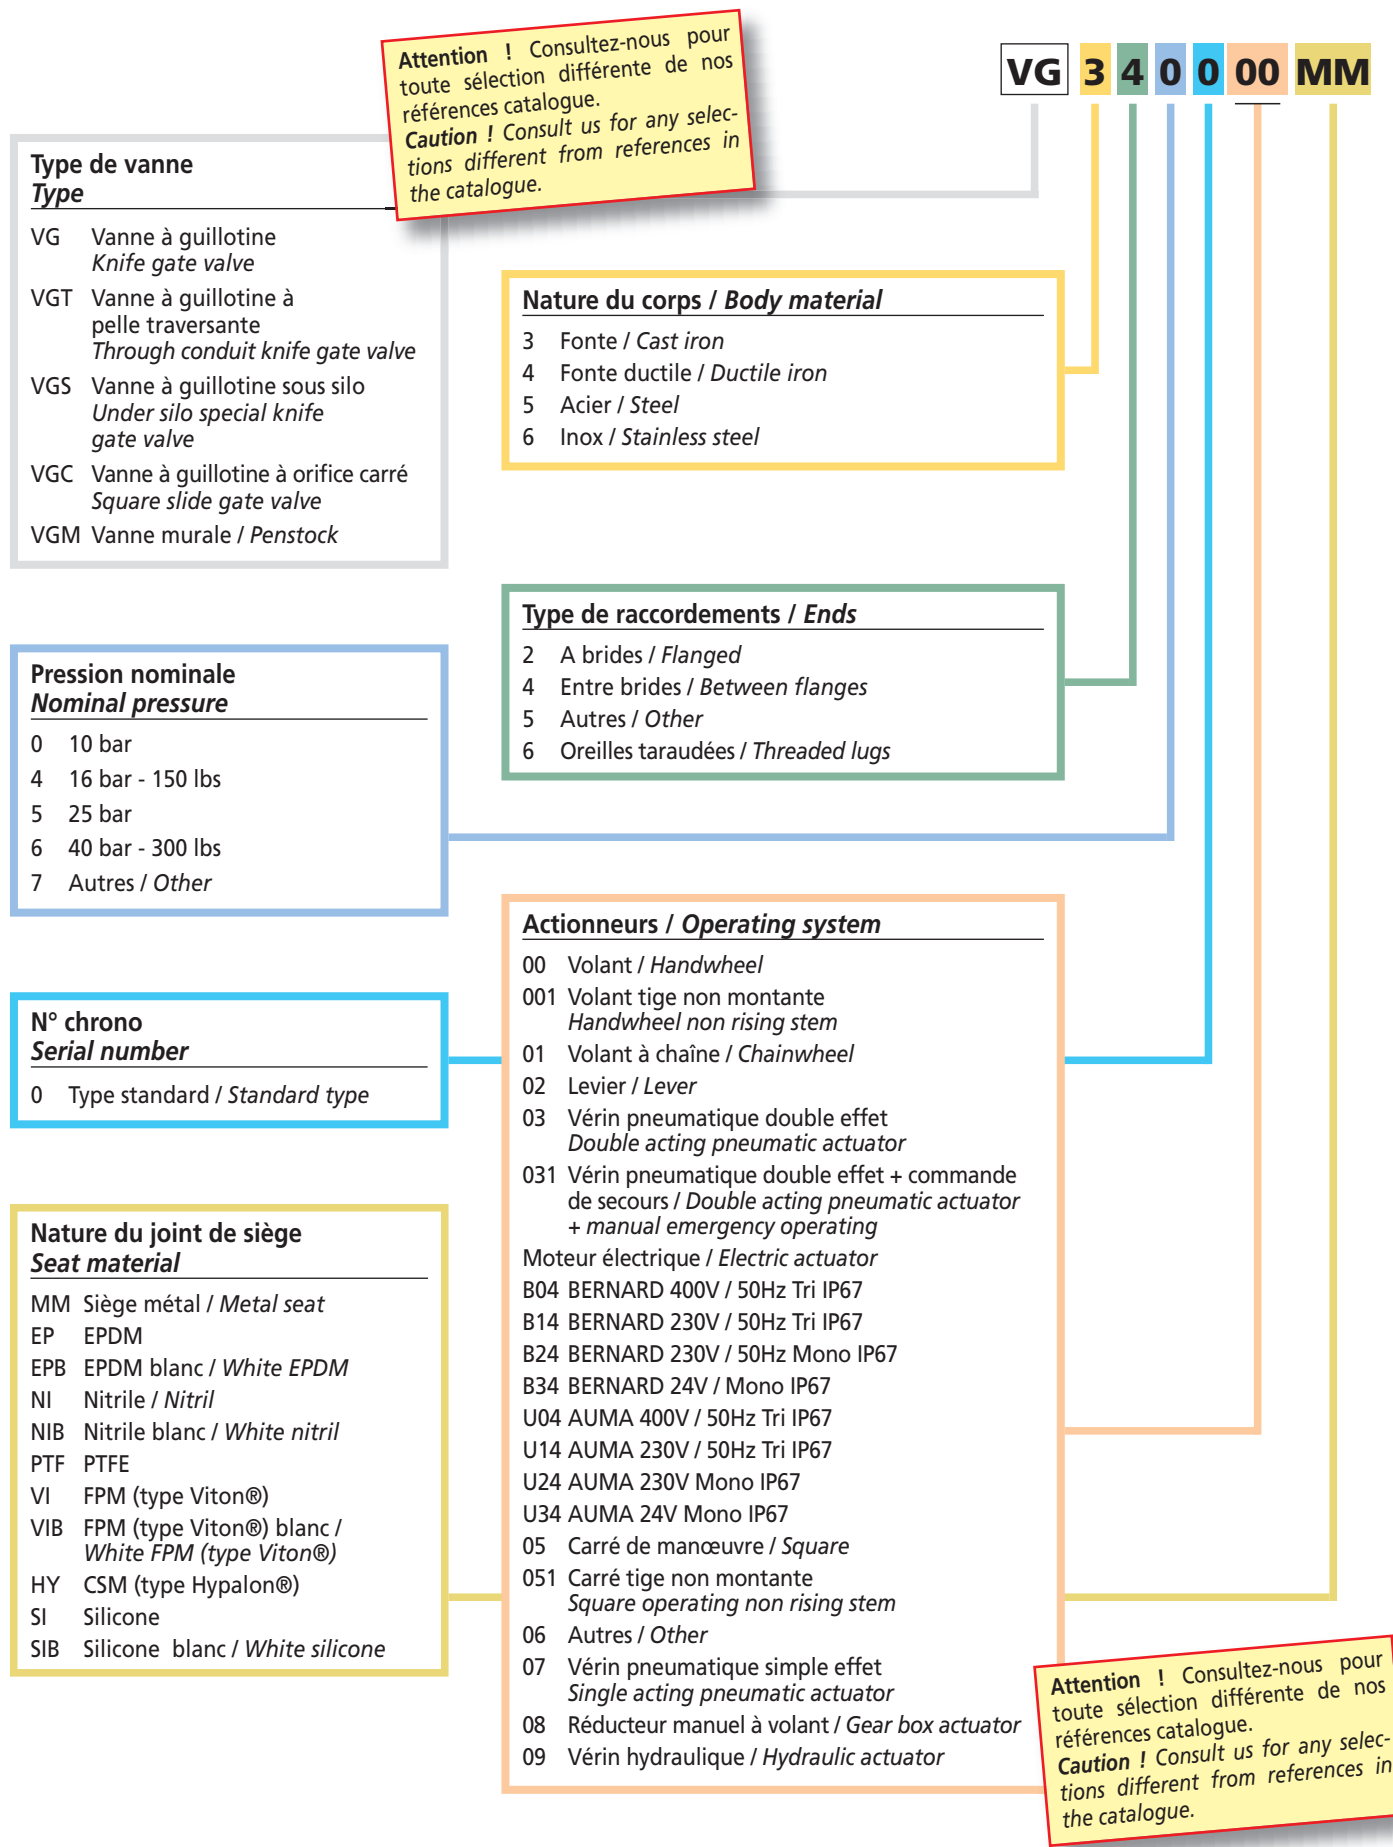 Attention ! Consultez-nous pour
toute sélection différente de nos
références catalogue.
Caution ! Consult us for any selec-
tions different from references in
the catalogue.
VG 3 4 0 0 00 MM
Type de vanne
Type
VG Vanne à guillotine
Knife gate valve
VGT Vanne à guillotine à
pelle traversante
Through conduit knife gate valve
VGS Vanne à guillotine sous silo
Under silo special knife
gate valve
VGC Vanne à guillotine à orifice carré
Square slide gate valve
VGM Vanne murale / Penstock
Nature du corps / Body material
3 Fonte / Cast iron
4 Fonte ductile / Ductile iron
5 Acier / Steel
6 Inox / Stainless steel
Type de raccordements / Ends
2 A brides / Flanged
4 Entre brides / Between flanges
5 Autres / Other
6 Oreilles taraudées / Threaded lugs
Pression nominale
Nominal pressure
0 10 bar
4 16 bar - 150 lbs
5 25 bar
6 40 bar - 300 lbs
7 Autres / Other
N° chrono
Serial number
0 Type standard / Standard type
Actionneurs / Operating system
00 Volant / Handwheel
001 Volant tige non montante
Handwheel non rising stem
01 Volant à chaîne / Chainwheel
02 Levier / Lever
03 Vérin pneumatique double effet
Double acting pneumatic actuator
031 Vérin pneumatique double effet + commande
de secours / Double acting pneumatic actuator
+ manual emergency operating
Moteur électrique / Electric actuator
B04 BERNARD 400V / 50Hz Tri IP67
B14 BERNARD 230V / 50Hz Tri IP67
B24 BERNARD 230V / 50Hz Mono IP67
B34 BERNARD 24V / Mono IP67
U04 AUMA 400V / 50Hz Tri IP67
U14 AUMA 230V / 50Hz Tri IP67
U24 AUMA 230V Mono IP67
U34 AUMA 24V Mono IP67
05 Carré de manœuvre / Square
051 Carré tige non montante
Square operating non rising stem
06 Autres / Other
07 Vérin pneumatique simple effet
Single acting pneumatic actuator
08 Réducteur manuel à volant / Gear box actuator
09 Vérin hydraulique / Hydraulic actuator
Nature du joint de siège
Seat material
MM Siège métal / Metal seat
EP EPDM
EPB EPDM blanc / White EPDM
NI Nitrile / Nitril
NIB Nitrile blanc / White nitril
PTF PTFE
VI FPM (type Viton®)
VIB FPM (type Viton®) blanc /
White FPM (type Viton®)
HY CSM (type Hypalon®)
SI Silicone
SIB Silicone blanc / White silicone
Attention ! Consultez-nous pour
toute sélection différente de nos
références catalogue.
Caution ! Consult us for any selec-
tions different from references in
the catalogue.